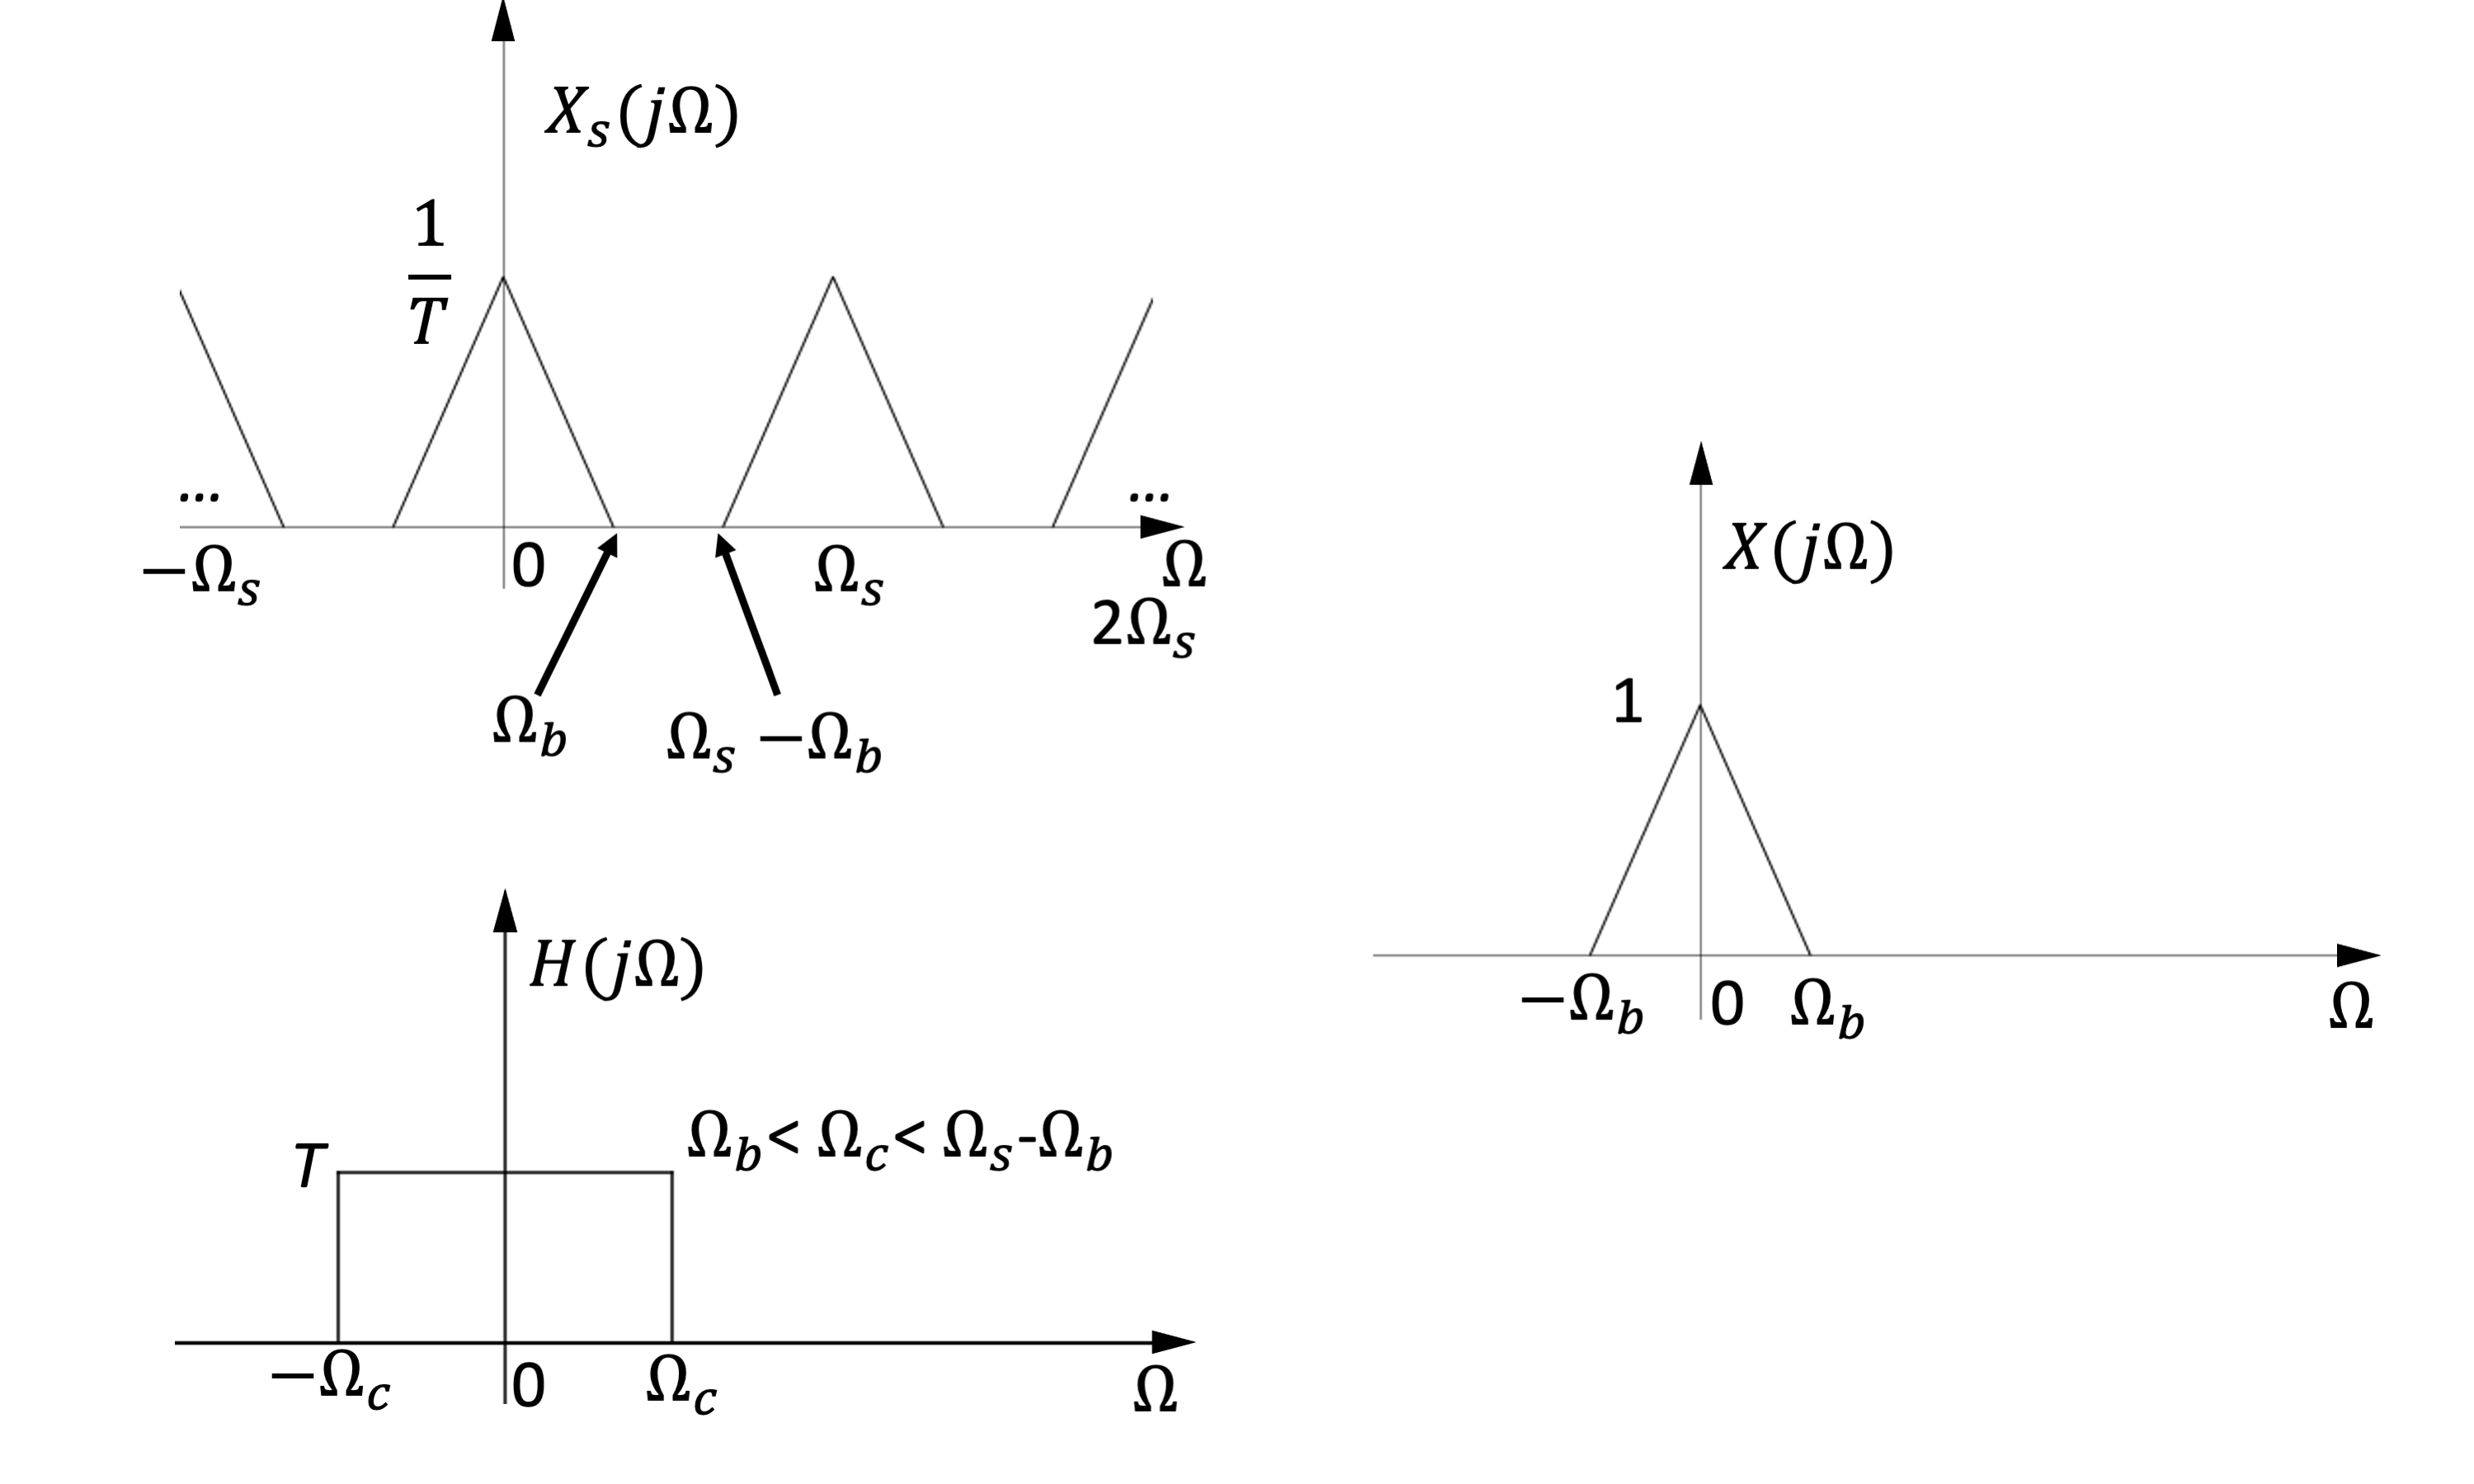 X_s(jΩ)
1/T
... ...
−Ω_s 0 Ω_s Ω
2Ω_s
Ω_b Ω_s −Ω_b
H(jΩ)
T
Ω_b< Ω_c< Ω_s-Ω_b
−Ω_c 0 Ω_c Ω
X(jΩ)
1
−Ω_b 0 Ω_b Ω